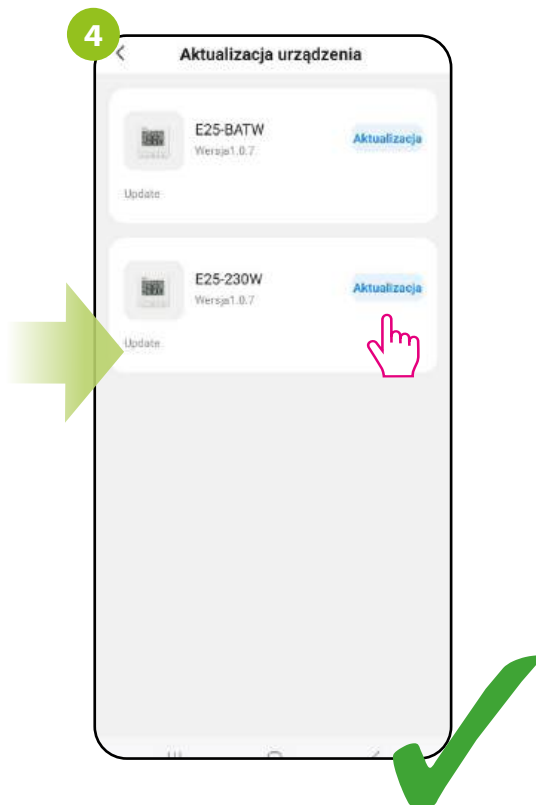 4
Aktualizacja urządzenia
E25-BATW
Aktualizacja
Wersja1.0.7
Update
E25-230W
Aktualizacja
Wersja1.0.7
Update